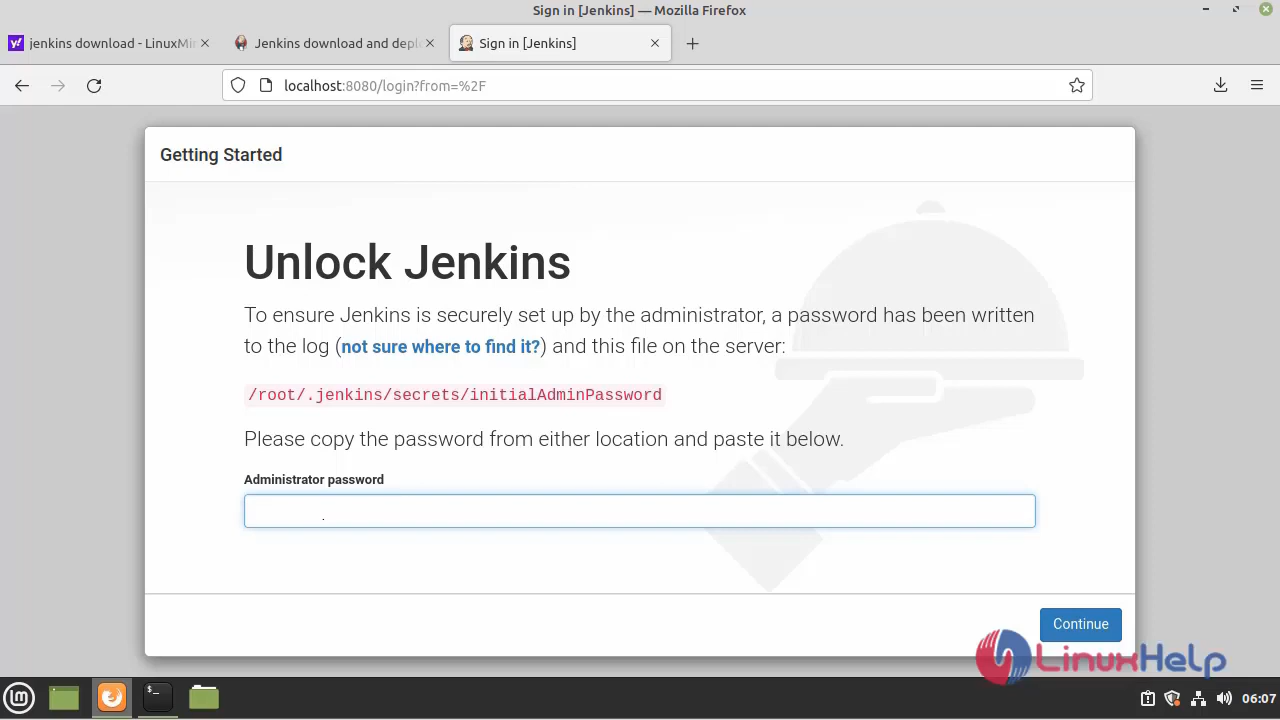 Sign in [Jenkins] — Mozilla Firefox
jenkins download - LinuxMin
Jenkins download and depl
Sign in [Jenkins]
localhost:8080/login?from=%2F
Getting Started
Unlock Jenkins
To ensure Jenkins is securely set up by the administrator, a password has been written
to the log (not sure where to find it?) and this file on the server:
/root/.jenkins/secrets/initialAdminPassword
Please copy the password from either location and paste it below.
Administrator password
Continue
LinuxHelp
06:07